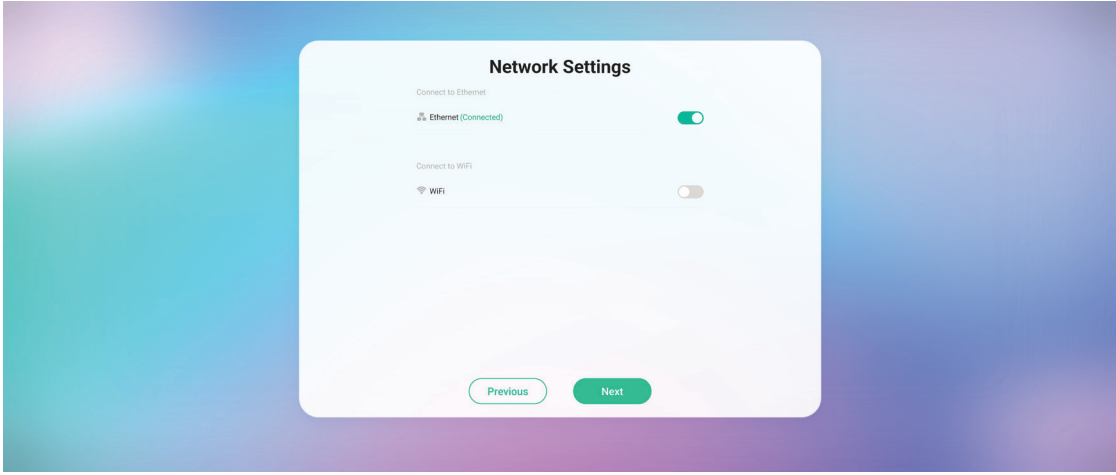 Network Settings
Connect to Ethernet
Ethernet (Connected)
Connect to WiFi
WiFi
Previous
Next